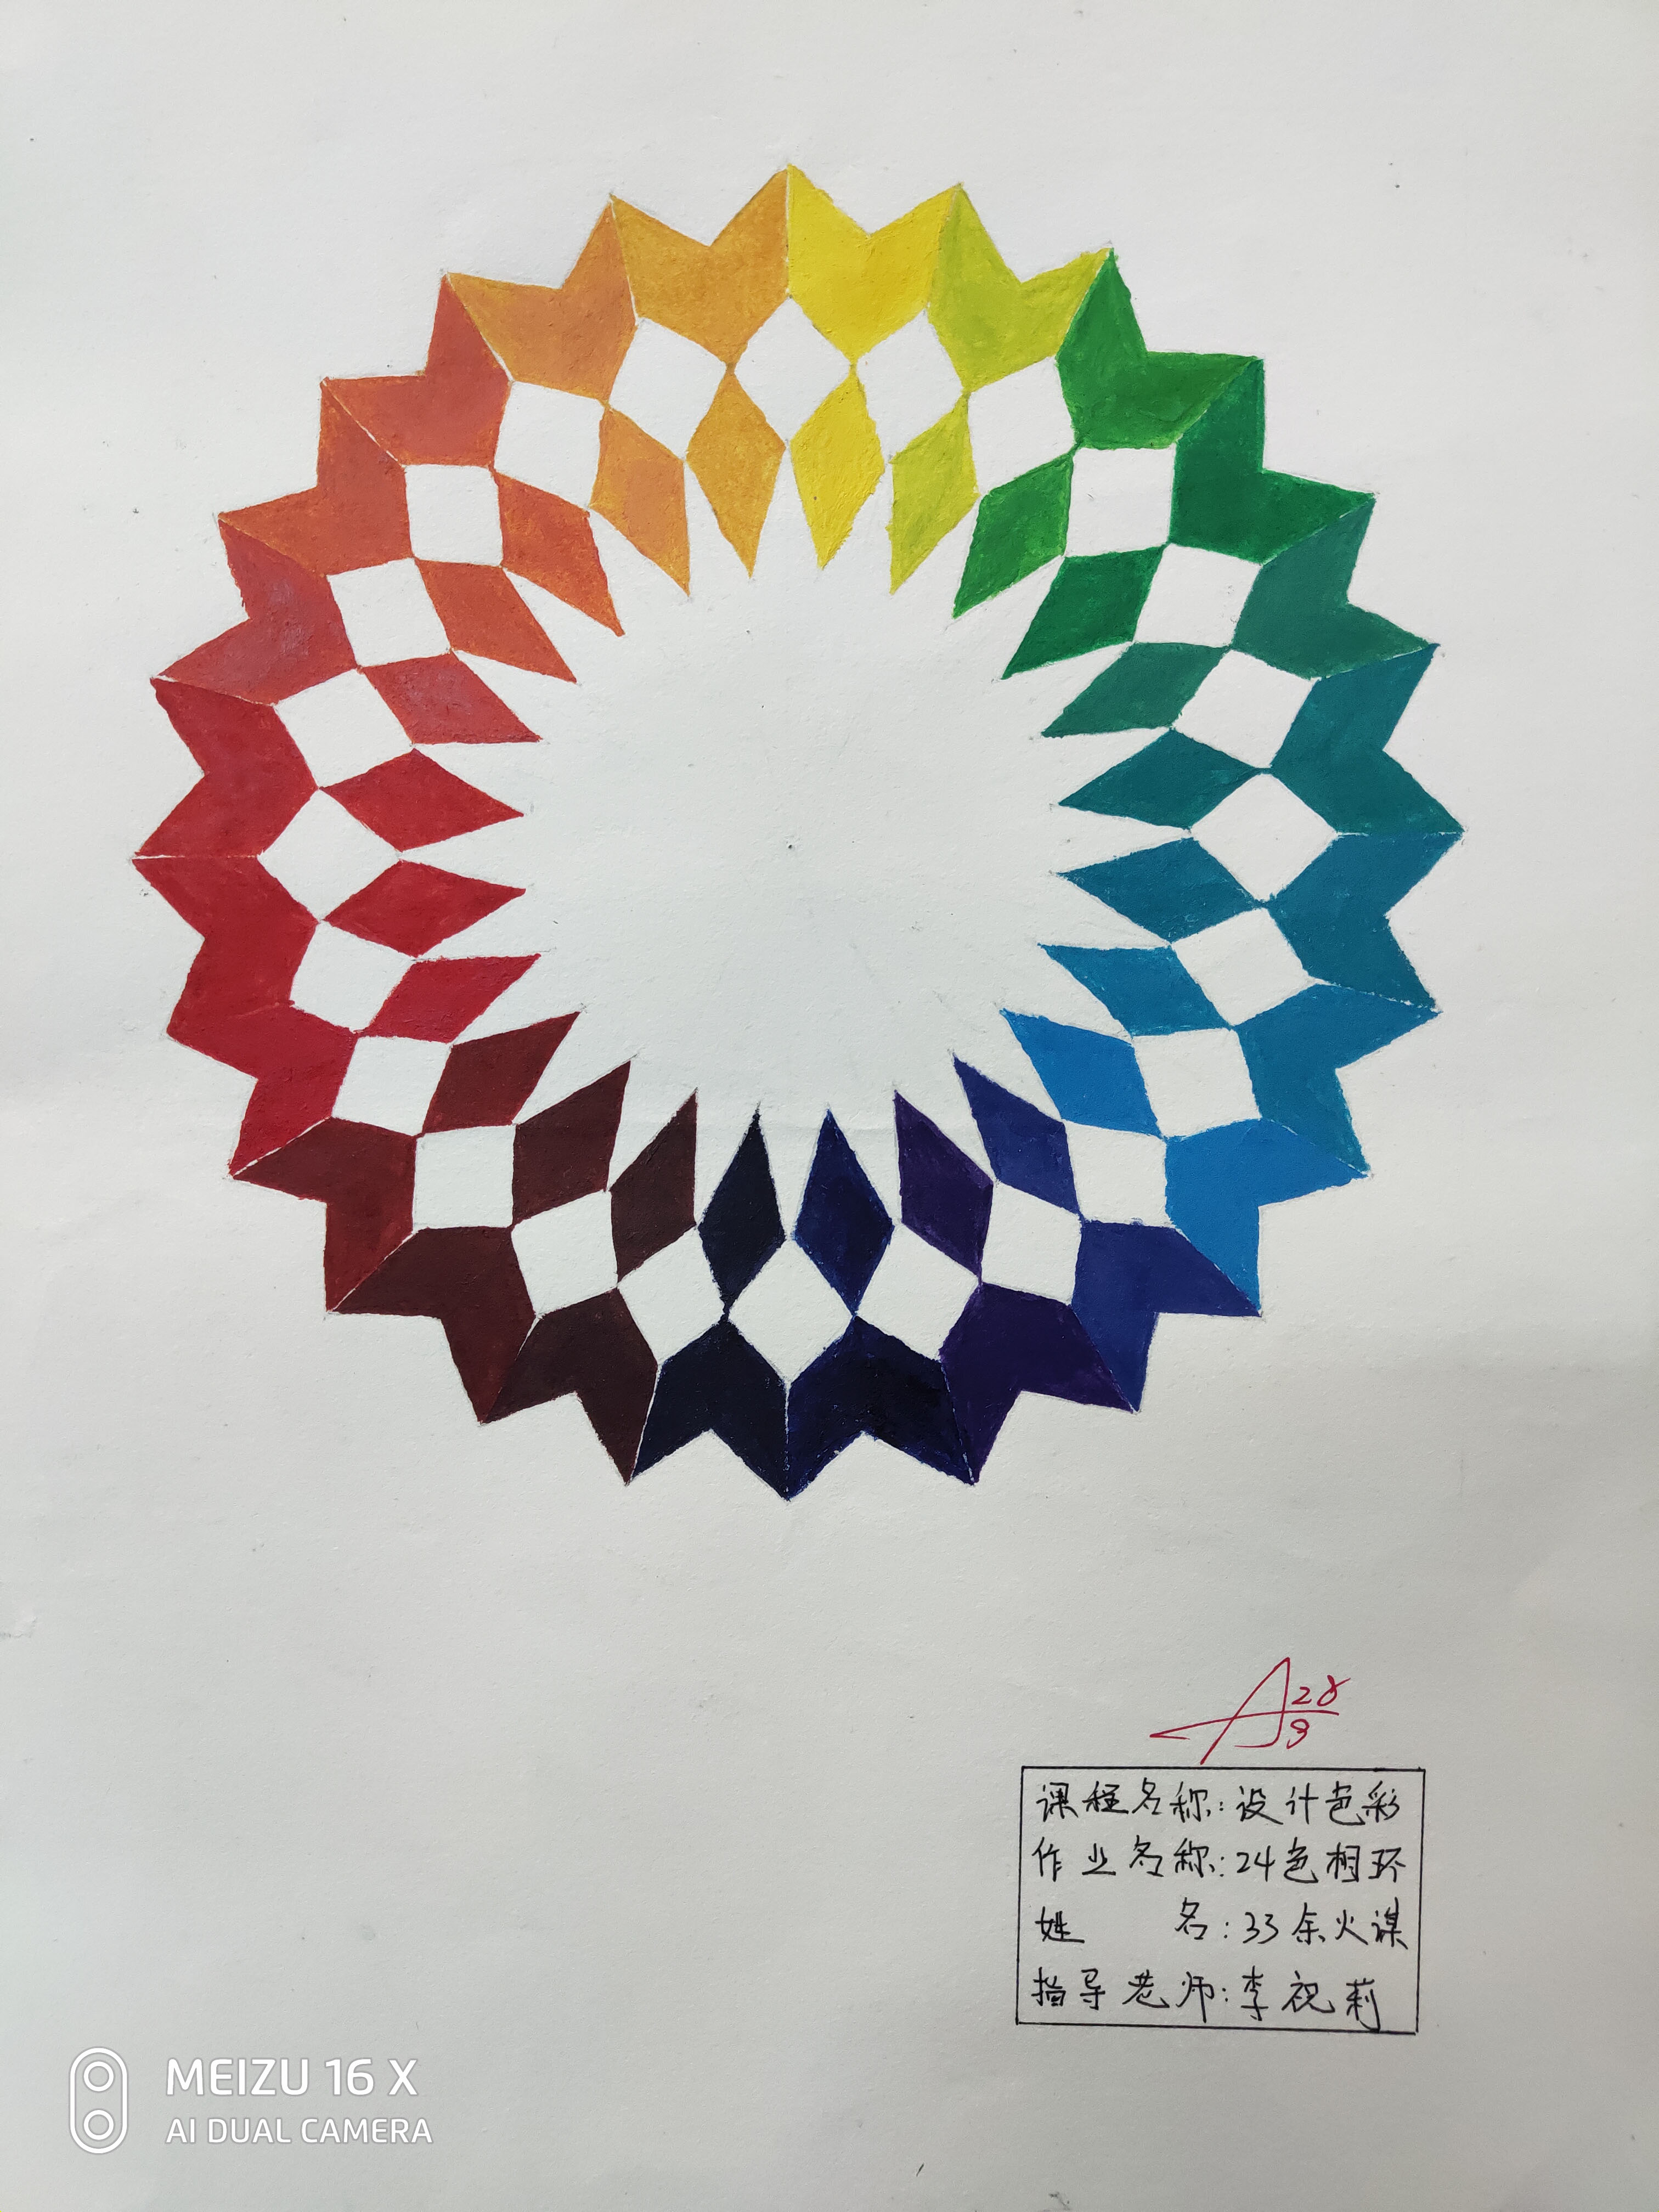 A 28/9
课程名称:设计色彩
作业名称:24色相环
姓 名:33余火谋
指导老师:李祝莉
MEIZU 16 X
AI DUAL CAMERA